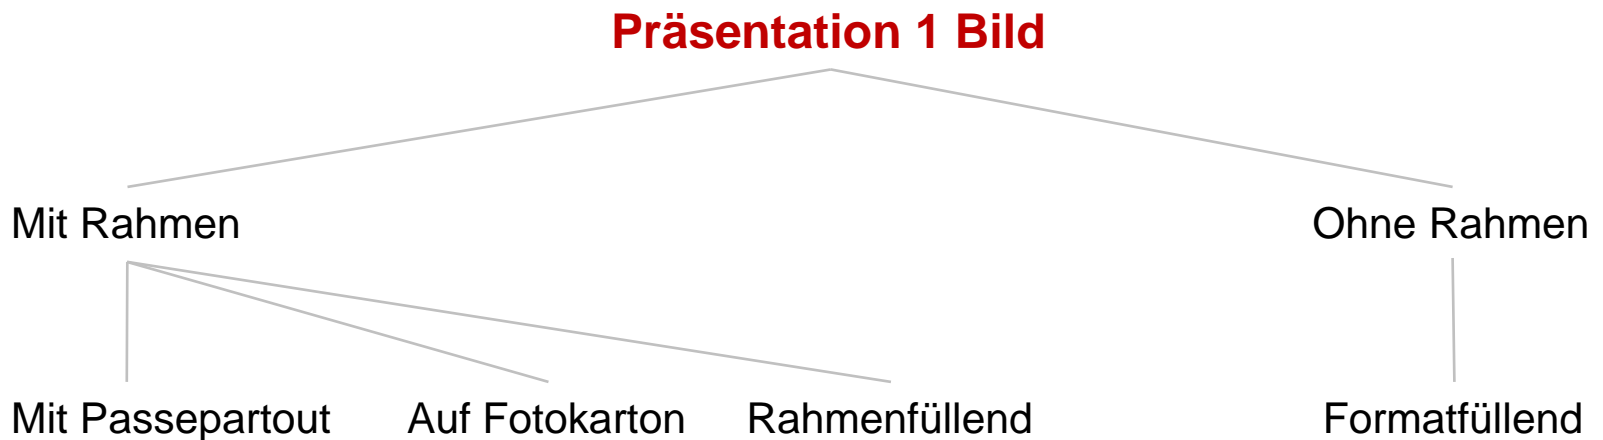 Präsentation 1 Bild
Mit Rahmen
Ohne Rahmen
Mit Passepartout
Auf Fotokarton
Rahmenfüllend
Formatfüllend